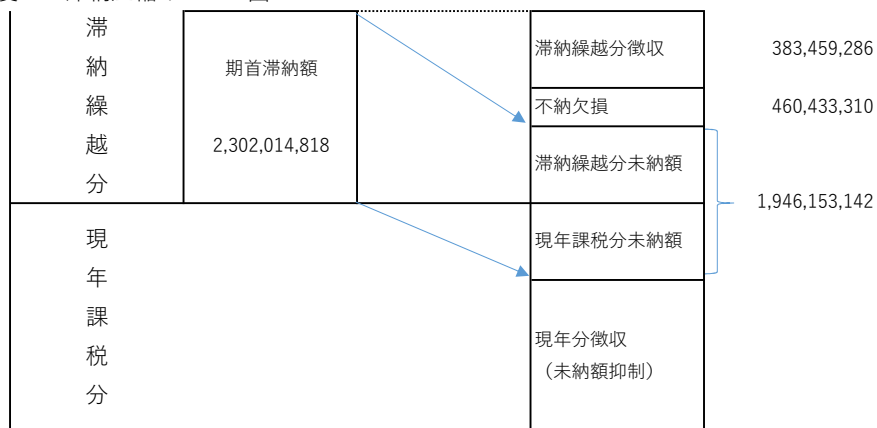 滞納繰越分
期首滞納額
2,302,014,818
滞納繰越分徴収
383,459,286
不納欠損
460,433,310
滞納繰越分未納額
1,946,153,142
現年課税分
現年課税分未納額
現年分徴収
（未納額抑制）